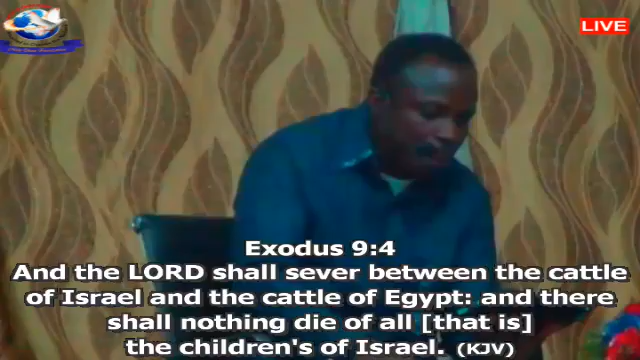 LIVE
Exodus 9:4
And the LORD shall sever between the cattle
of Israel and the cattle of Egypt: and there
shall nothing die of all [that is]
the children's of Israel. (KJV)